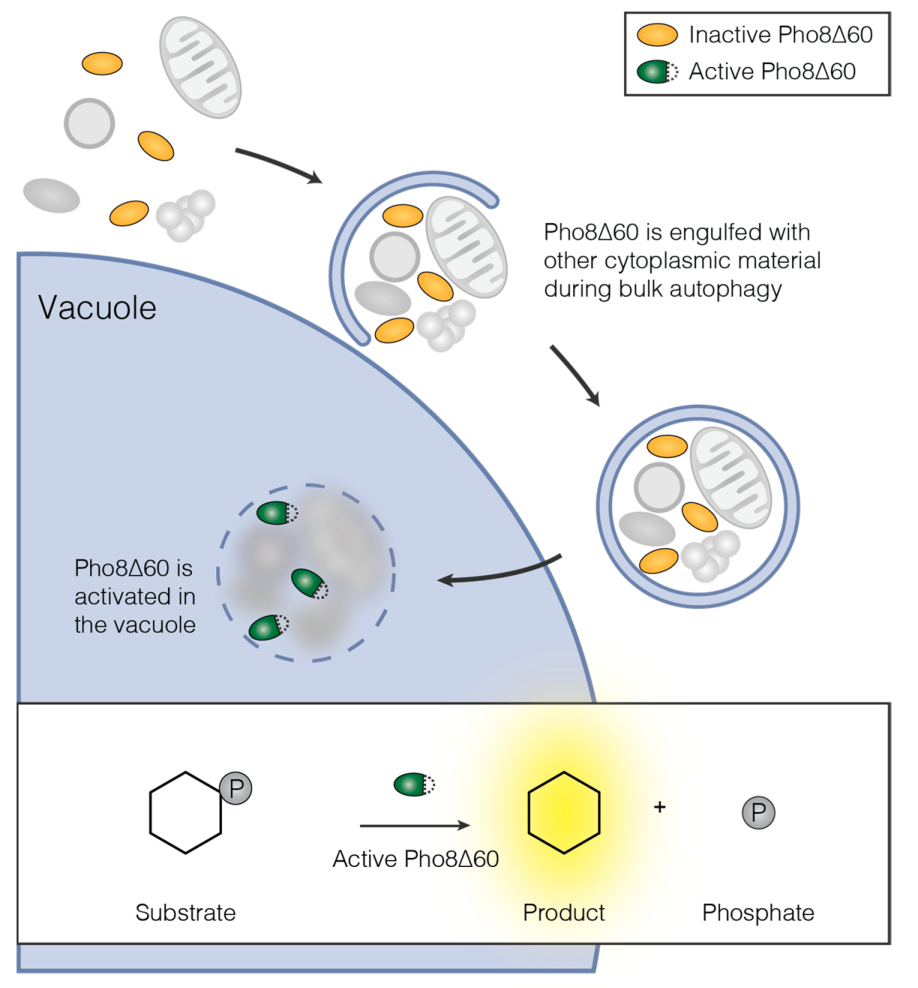 Inactive Pho8Δ60
Active Pho8Δ60
Pho8Δ60 is engulfed with
other cytoplasmic material
during bulk autophagy
Vacuole
Pho8Δ60 is
activated in
the vacuole
P
Active Pho8Δ60
+
P
Substrate
Product
Phosphate